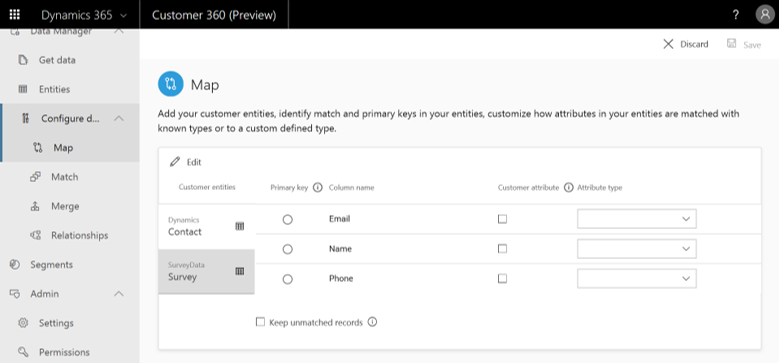 Dynamics 365
Customer 360 (Preview)
?
Data Manager
Get data
Entities
Configure d...
Map
Match
Merge
Relationships
Segments
Admin
Settings
Permissions
Discard
Save
Map
Add your customer entities, identify match and primary keys in your entities, customize how attributes in your entities are matched with
known types or to a custom defined type.
Edit
Customer entities
Primary key
Column name
Customer attribute
Attribute type
Dynamics
Contact
SurveyData
Survey
Email
Name
Phone
Keep unmatched records